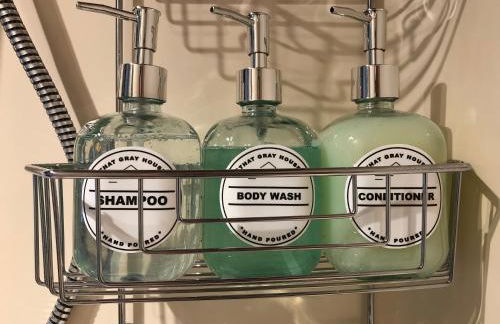 THAT GRAY HOUSE
SHAMPOO
"HAND POURED"
THAT GRAY HOUSE
BODY WASH
"HAND POURED"
THAT GRAY HOUSE
CONDITIONER
"HAND POURED"